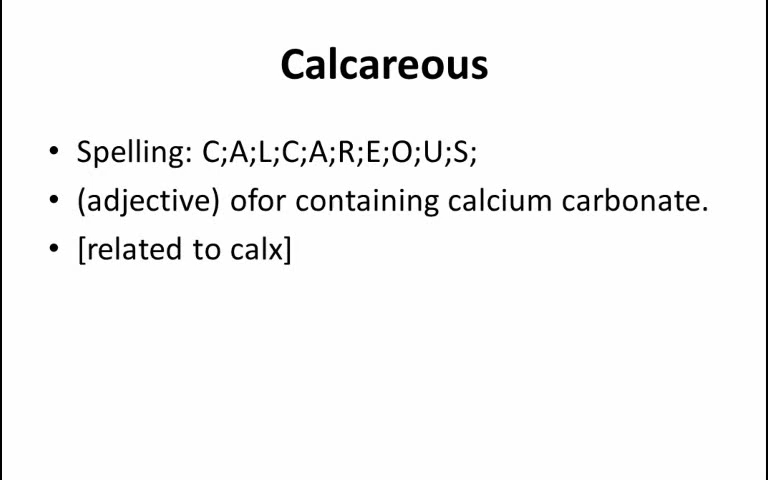 Calcareous
• Spelling: C;A;L;C;A;R;E;O;U;S;
• (adjective) ofor containing calcium carbonate.
• [related to calx]